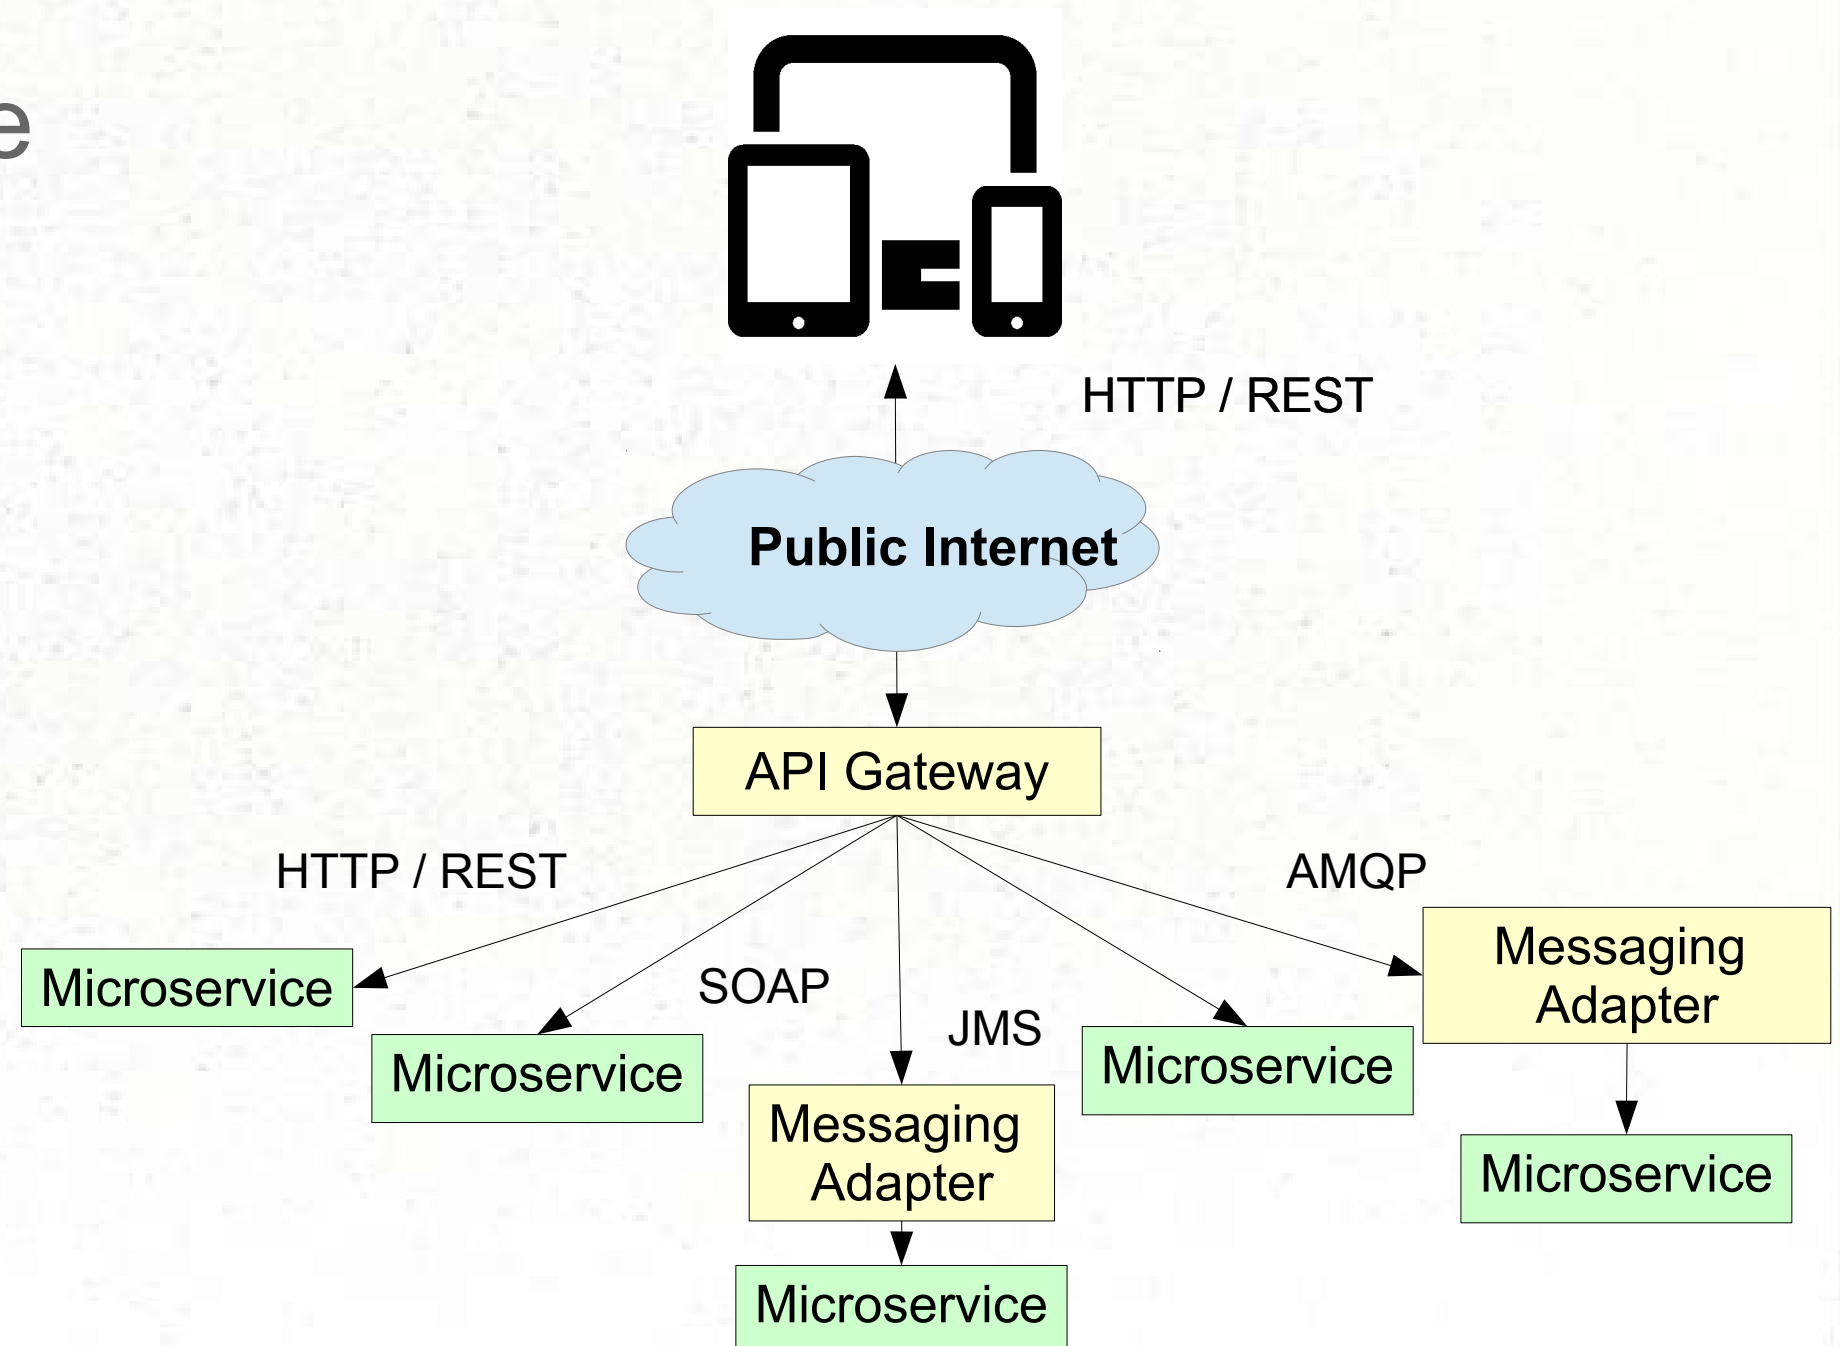 e
HTTP / REST
Public Internet
API Gateway
HTTP / REST
AMQP
Messaging
Adapter
Microservice
SOAP
JMS
Microservice
Microservice
Messaging
Adapter
Microservice
Microservice